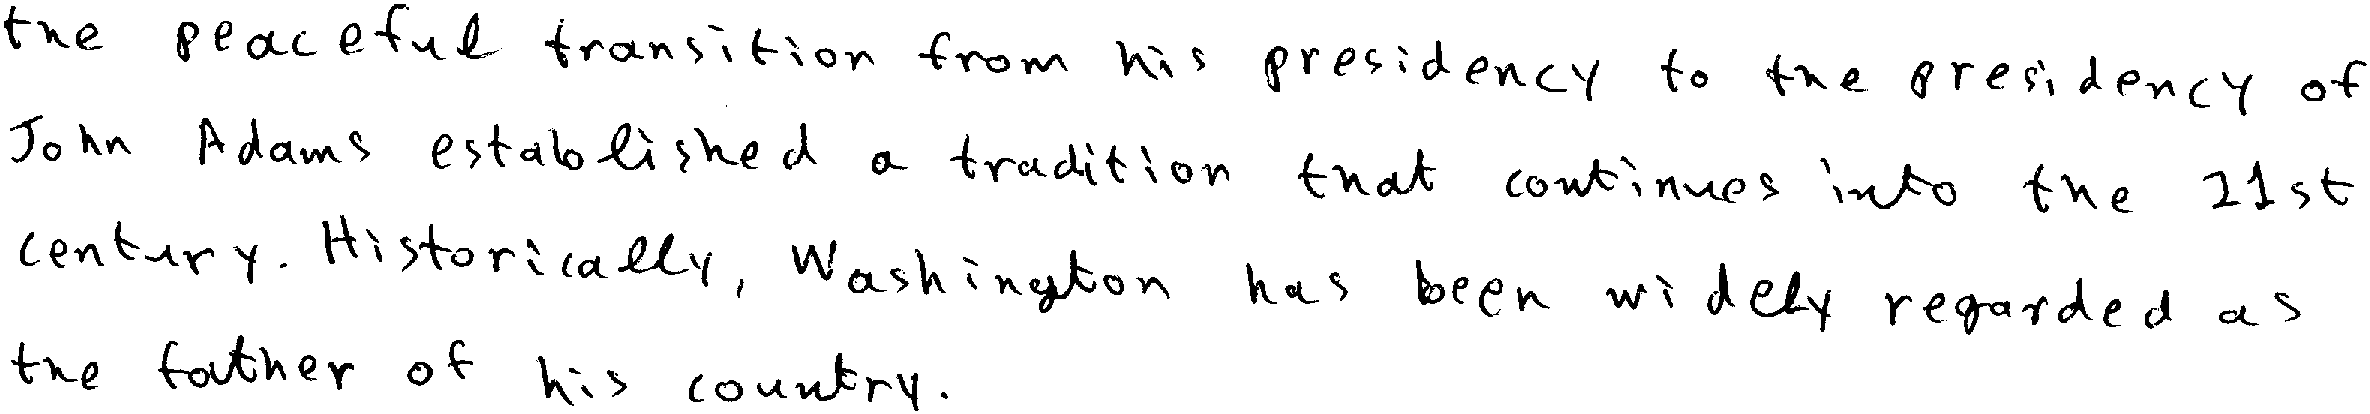 the peaceful transition from his presidency to the presidency of
John Adams established a tradition that continues into the 21st
century. Historically, Washington has been widely regarded as
the father of his country.